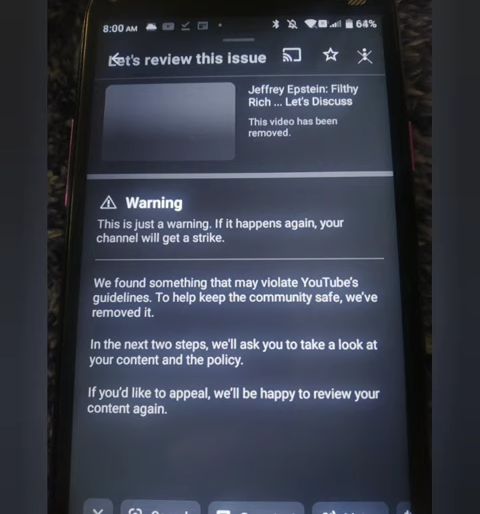 8:00 AM
64%
Let's review this issue
Jeffrey Epstein: Filthy
Rich ... Let's Discuss
This video has been
removed.
Warning
This is just a warning. If it happens again, your
channel will get a strike.
We found something that may violate YouTube's
guidelines. To help keep the community safe, we've
removed it.
In the next two steps, we'll ask you to take a look at
your content and the policy.
If you'd like to appeal, we'll be happy to review your
content again.